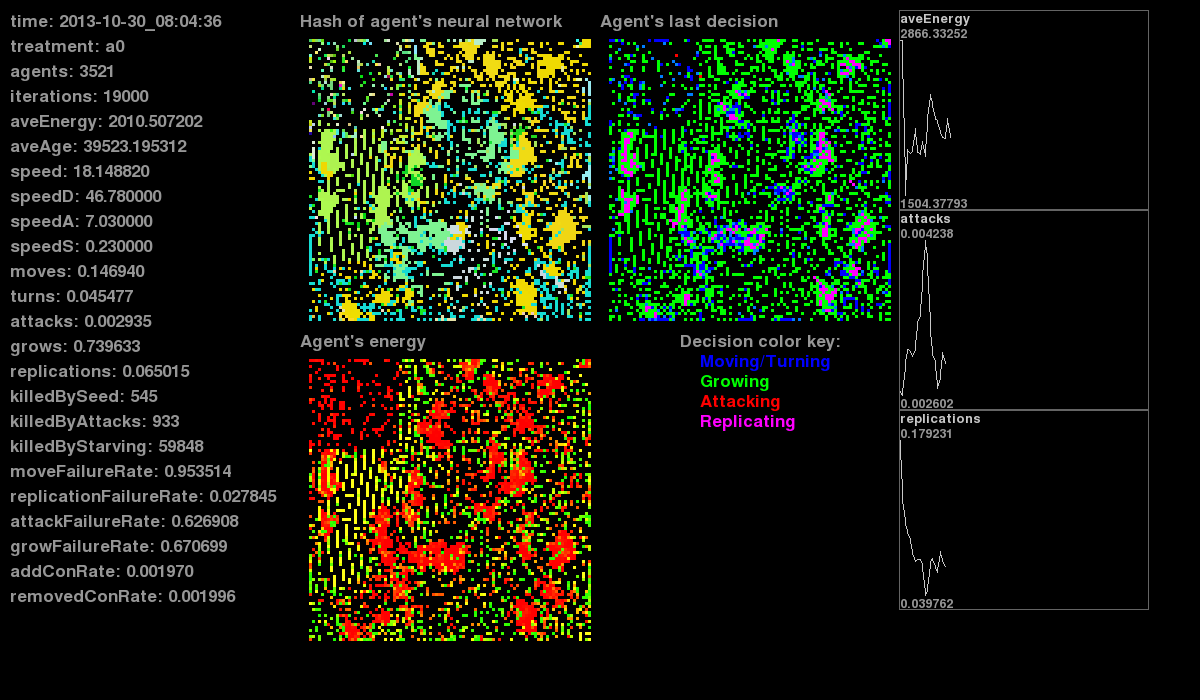 time: 2013-10-30_08:04:36
treatment: a0
agents: 3521
iterations: 19000
aveEnergy: 2010.507202
aveAge: 39523.195312
speed: 18.148820
speedD: 46.780000
speedA: 7.030000
speedS: 0.230000
moves: 0.146940
turns: 0.045477
attacks: 0.002935
grows: 0.739633
replications: 0.065015
killedBySeed: 545
killedByAttacks: 933
killedByStarving: 59848
moveFailureRate: 0.953514
replicationFailureRate: 0.027845
attackFailureRate: 0.626908
growFailureRate: 0.670699
addConRate: 0.001970
removedConRate: 0.001996
Hash of agent's neural network
Agent's last decision
Agent's energy
Decision color key:
Moving/Turning
Growing
Attacking
Replicating
aveEnergy
2866.33252
1504.37793
attacks
0.004238
0.002602
replications
0.179231
0.039762